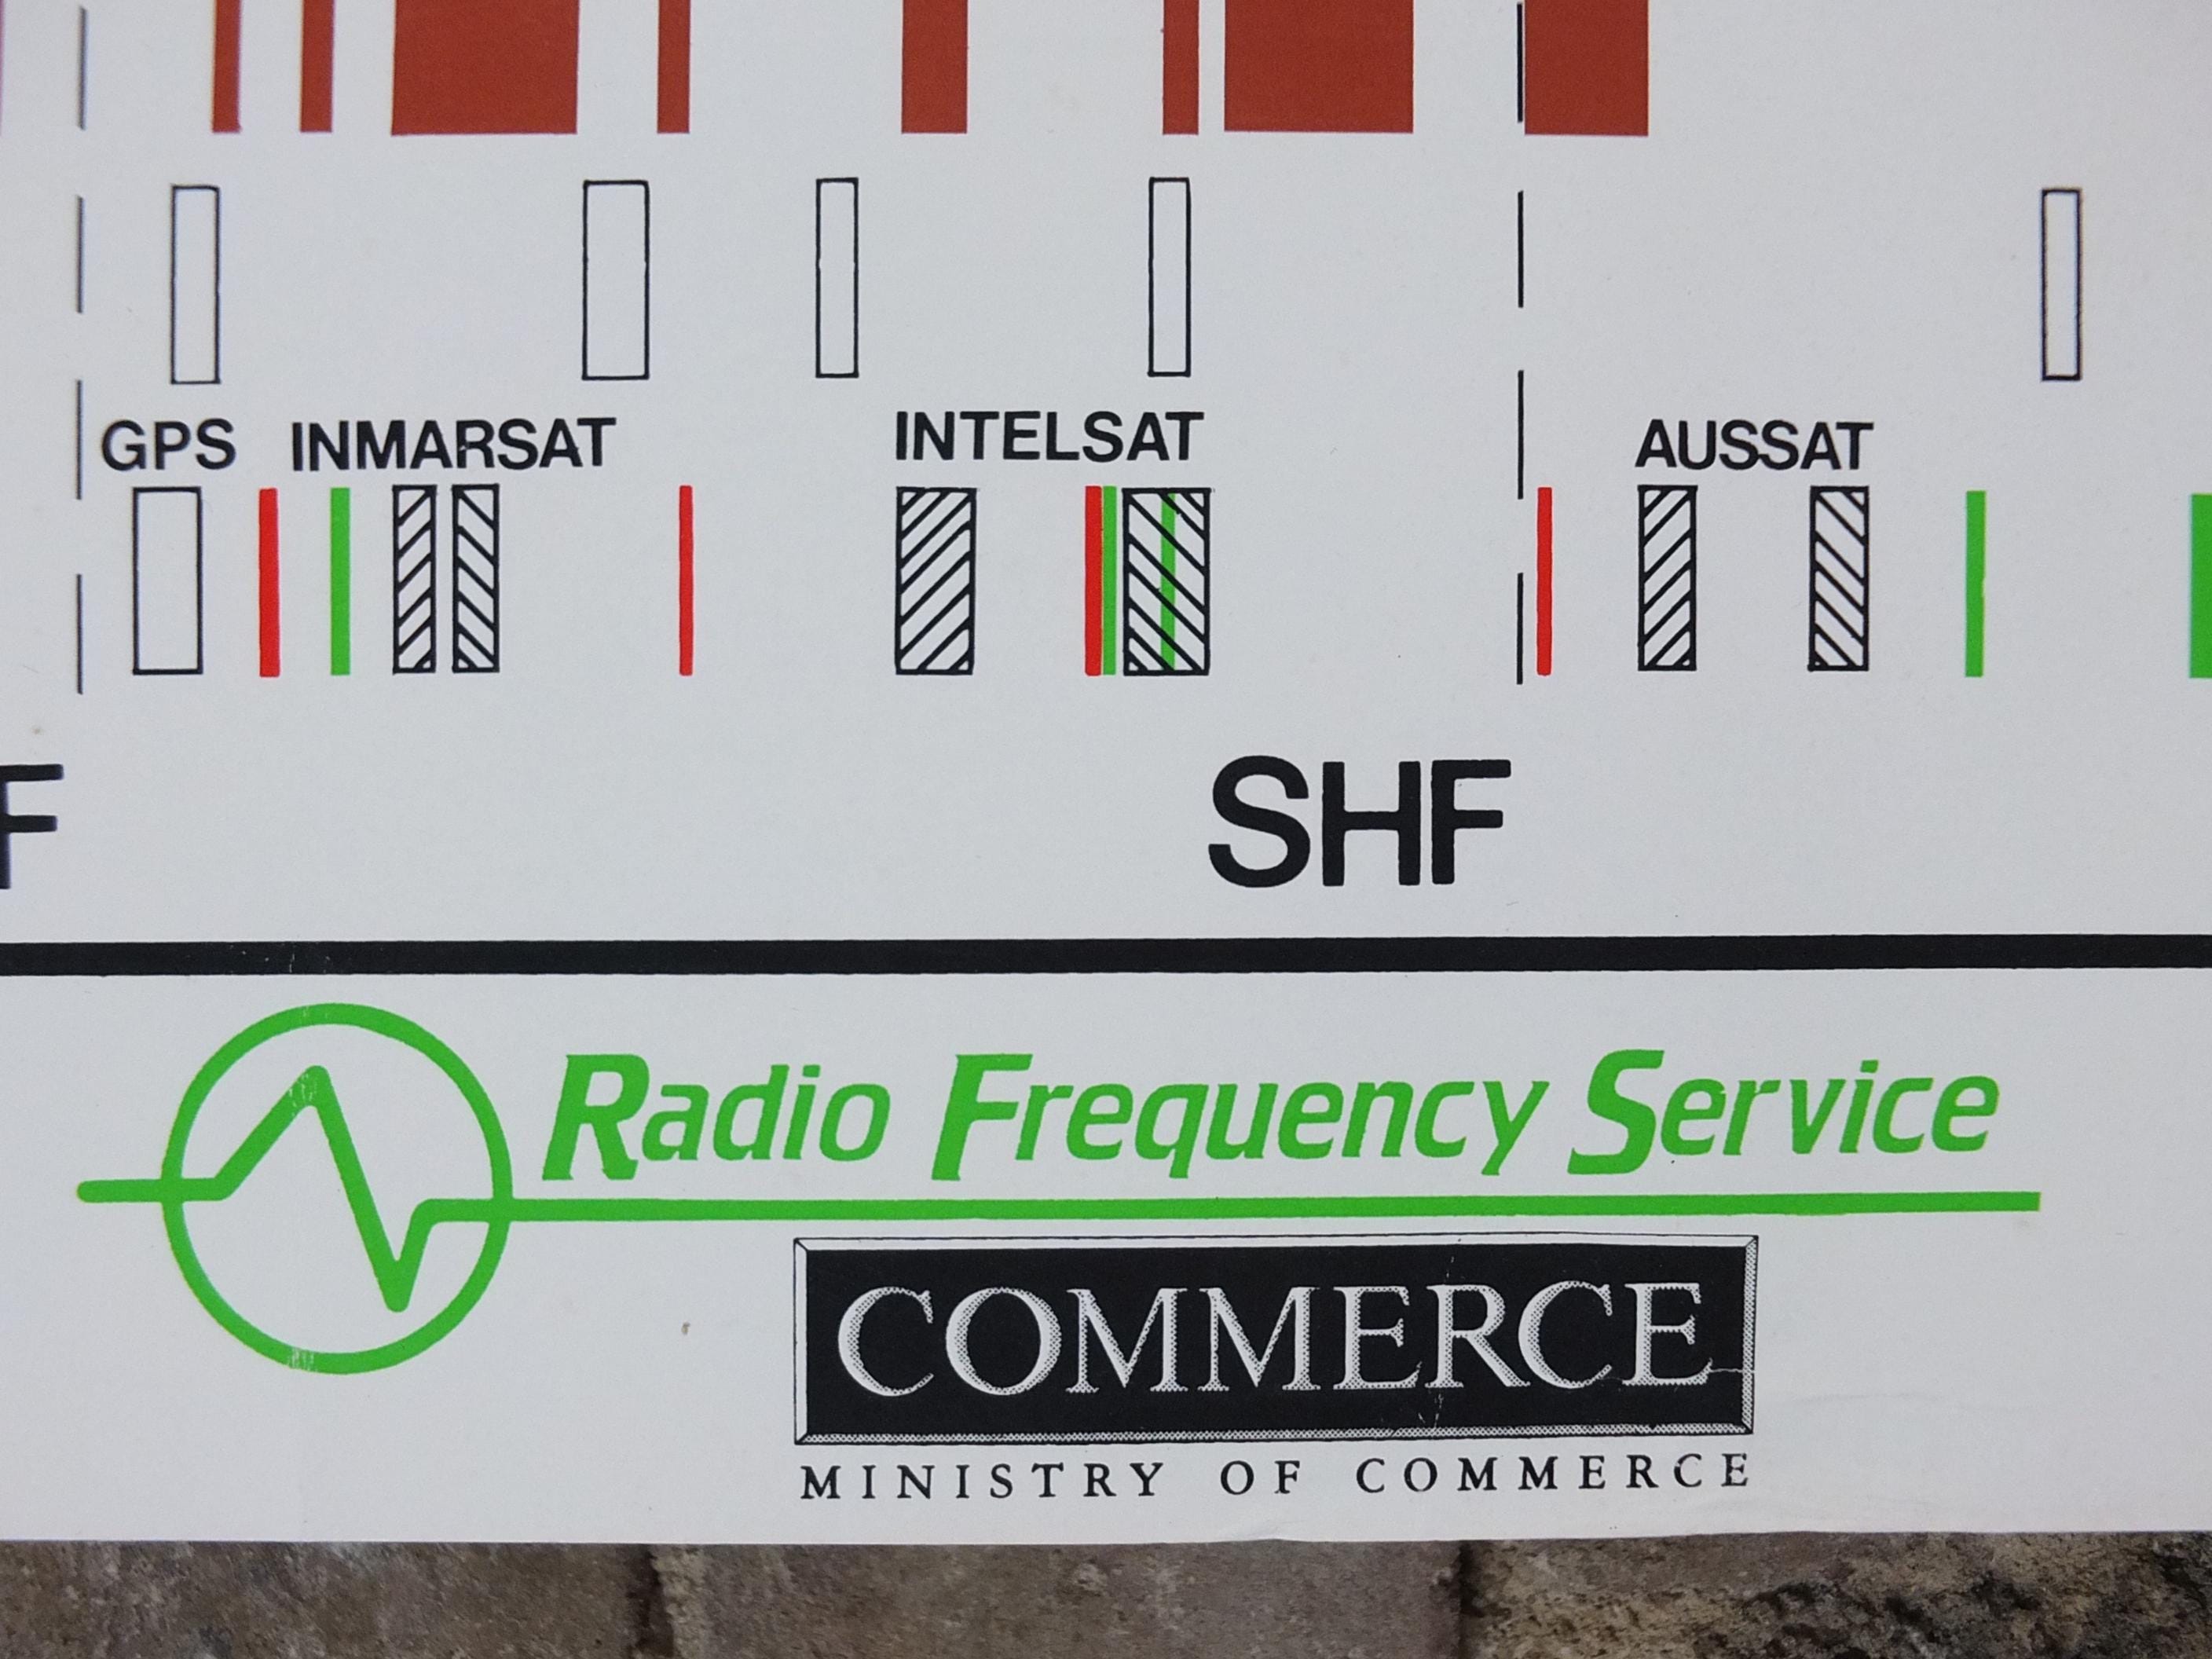 GPS INMARSAT INTELSAT AUSSAT
F SHF
Radio Frequency Service
COMMERCE
MINISTRY OF COMMERCE